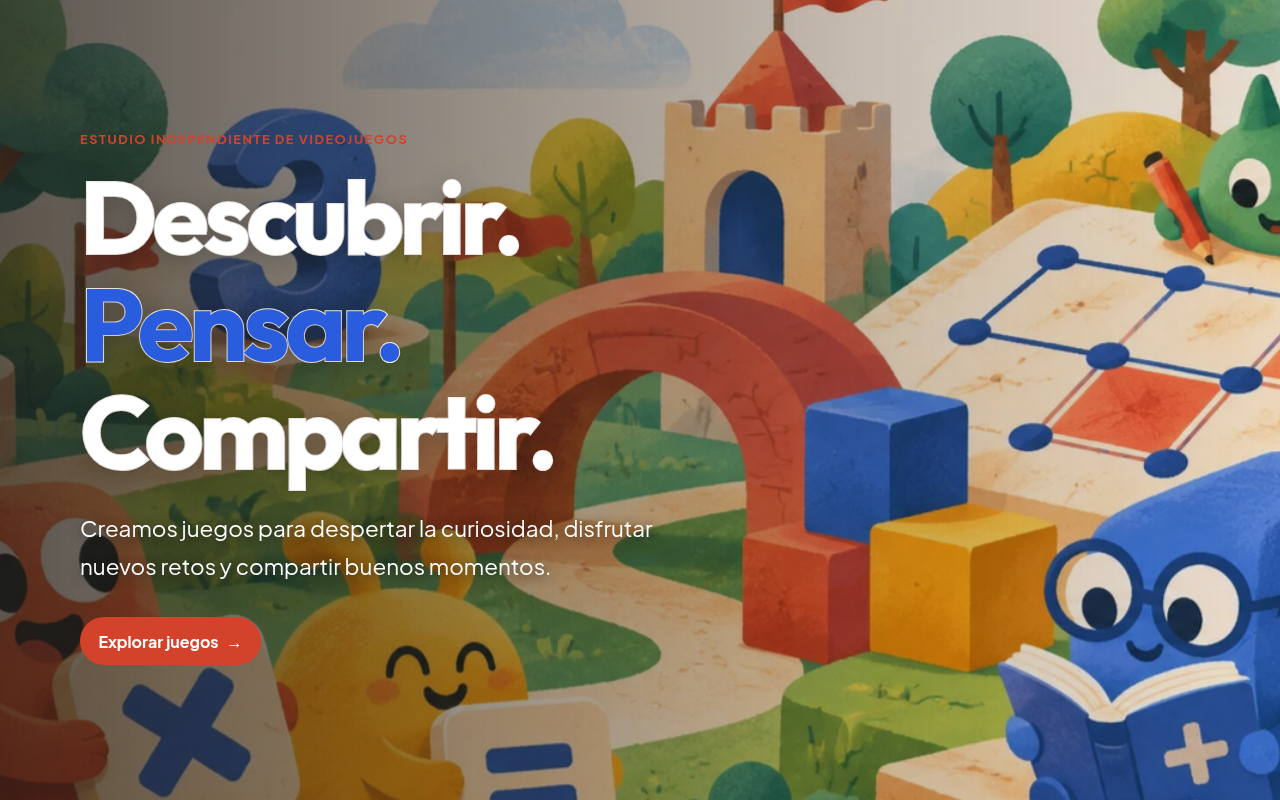 ESTUDIO INDEPENDIENTE DE VIDEOJUEGOS
3
Descubrir.
Pensar.
Compartir.
Creamos juegos para despertar la curiosidad, disfrutar
nuevos retos y compartir buenos momentos.
Explorar juegos →
×
=
+